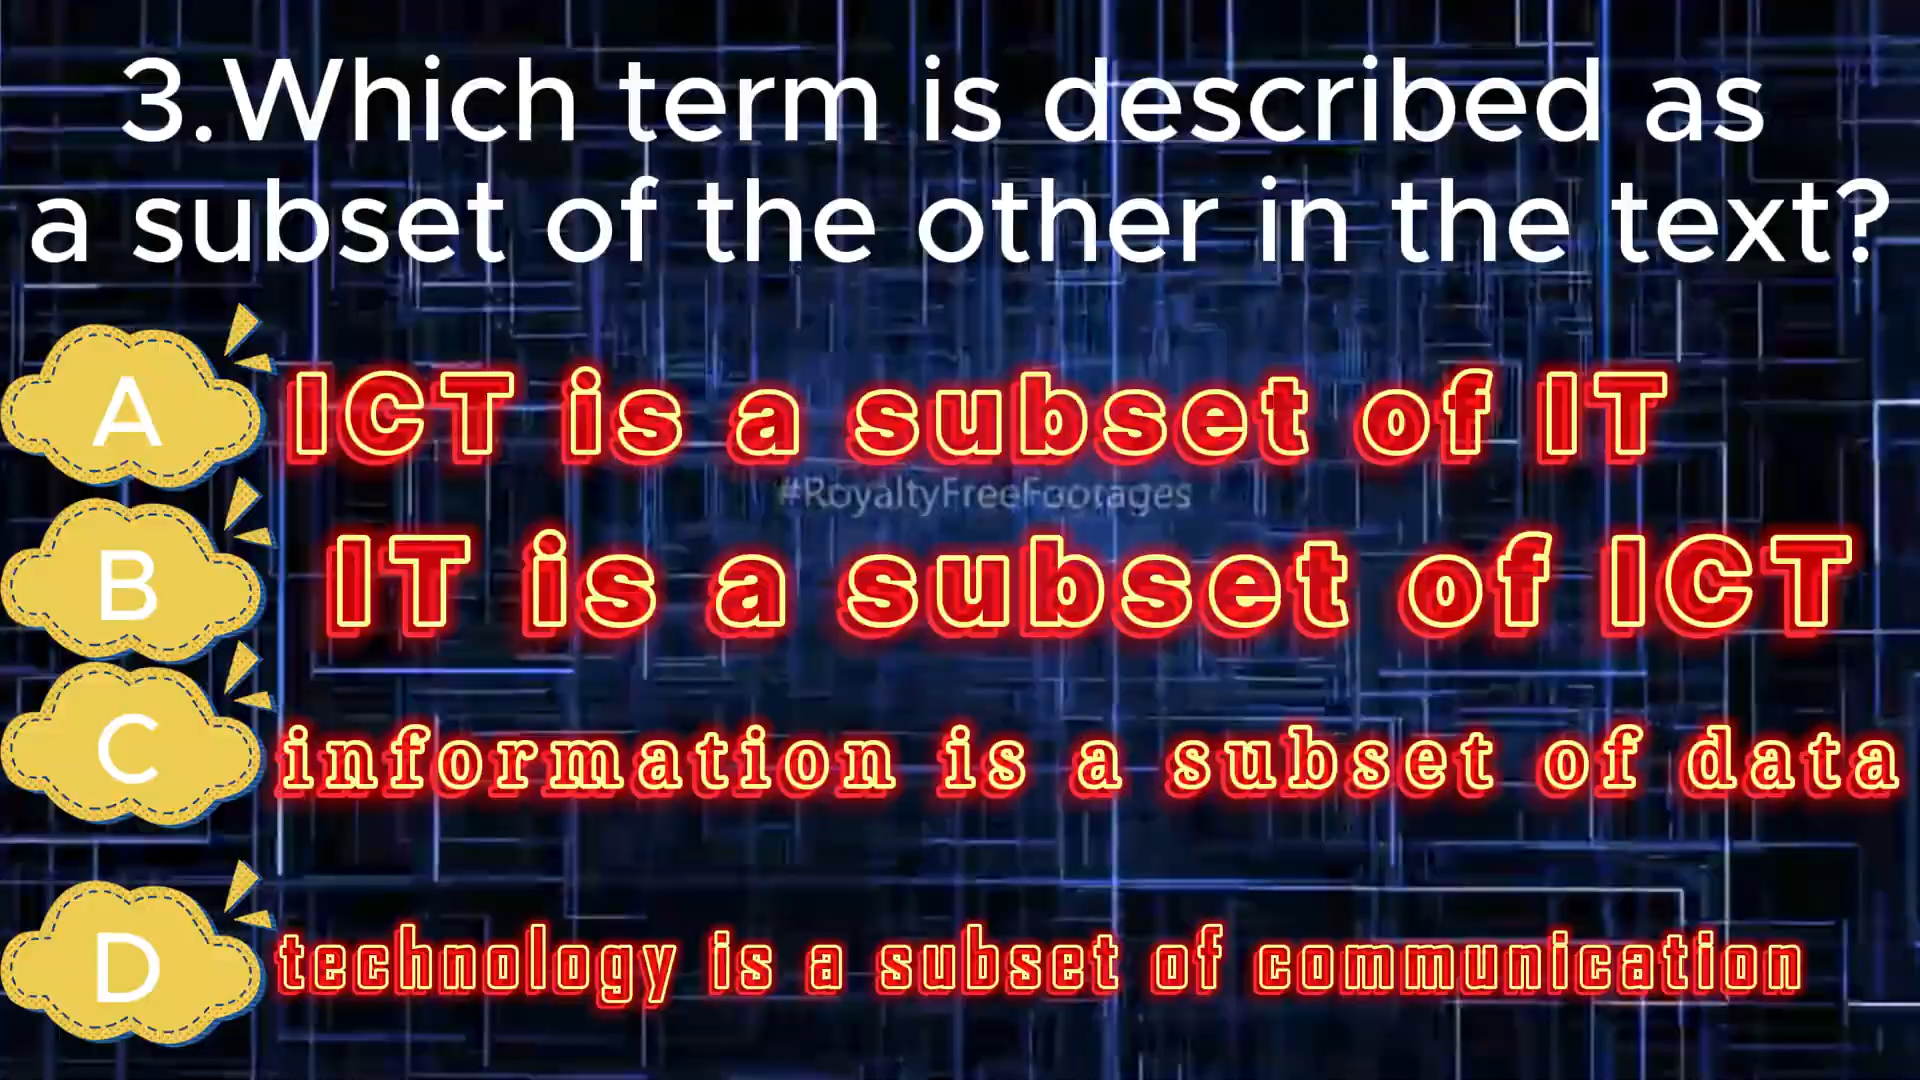 3.Which term is described as
a subset of the other in the text?
A ICT is a subset of IT
#RoyaltyFreeFootages
B IT is a subset of ICT
C information is a subset of data
D technology is a subset of communication